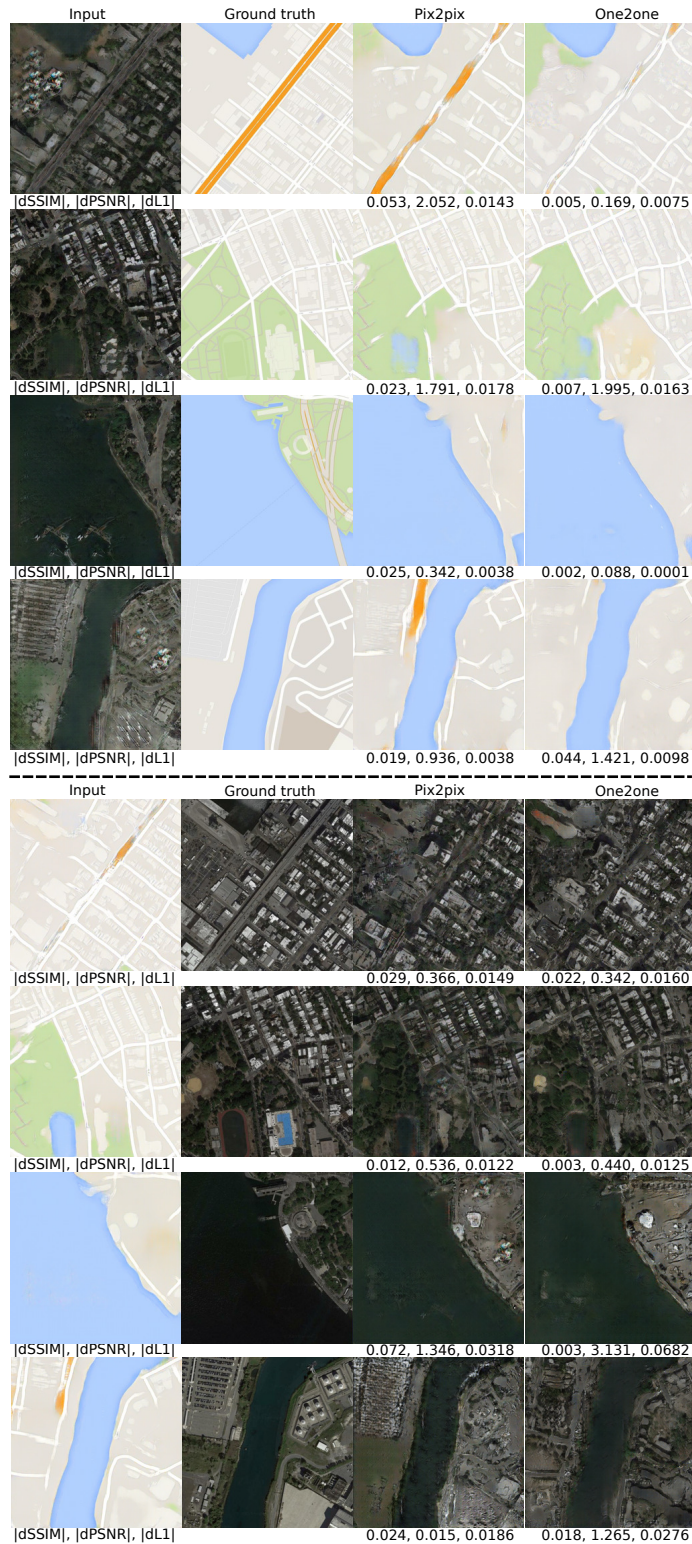 Input Ground truth Pix2pix One2one
|dSSIM|, |dPSNR|, |dL1| 0.053, 2.052, 0.0143 0.005, 0.169, 0.0075
|dSSIM|, |dPSNR|, |dL1| 0.023, 1.791, 0.0178 0.007, 1.995, 0.0163
|dSSIM|, |dPSNR|, |dL1| 0.025, 0.342, 0.0038 0.002, 0.088, 0.0001
|dSSIM|, |dPSNR|, |dL1| 0.019, 0.936, 0.0038 0.044, 1.421, 0.0098
Input Ground truth Pix2pix One2one
|dSSIM|, |dPSNR|, |dL1| 0.029, 0.366, 0.0149 0.022, 0.342, 0.0160
|dSSIM|, |dPSNR|, |dL1| 0.012, 0.536, 0.0122 0.003, 0.440, 0.0125
|dSSIM|, |dPSNR|, |dL1| 0.072, 1.346, 0.0318 0.003, 3.131, 0.0682
|dSSIM|, |dPSNR|, |dL1| 0.024, 0.015, 0.0186 0.018, 1.265, 0.0276